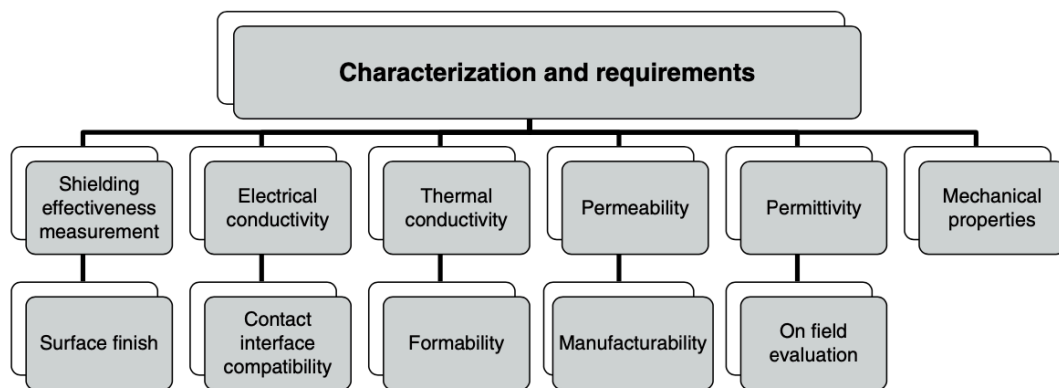 Characterization and requirements
Shielding
effectiveness
measurement
Electrical
conductivity
Thermal
conductivity
Permeability
Permittivity
Mechanical
properties
Surface finish
Contact
interface
compatibility
Formability
Manufacturability
On field
evaluation